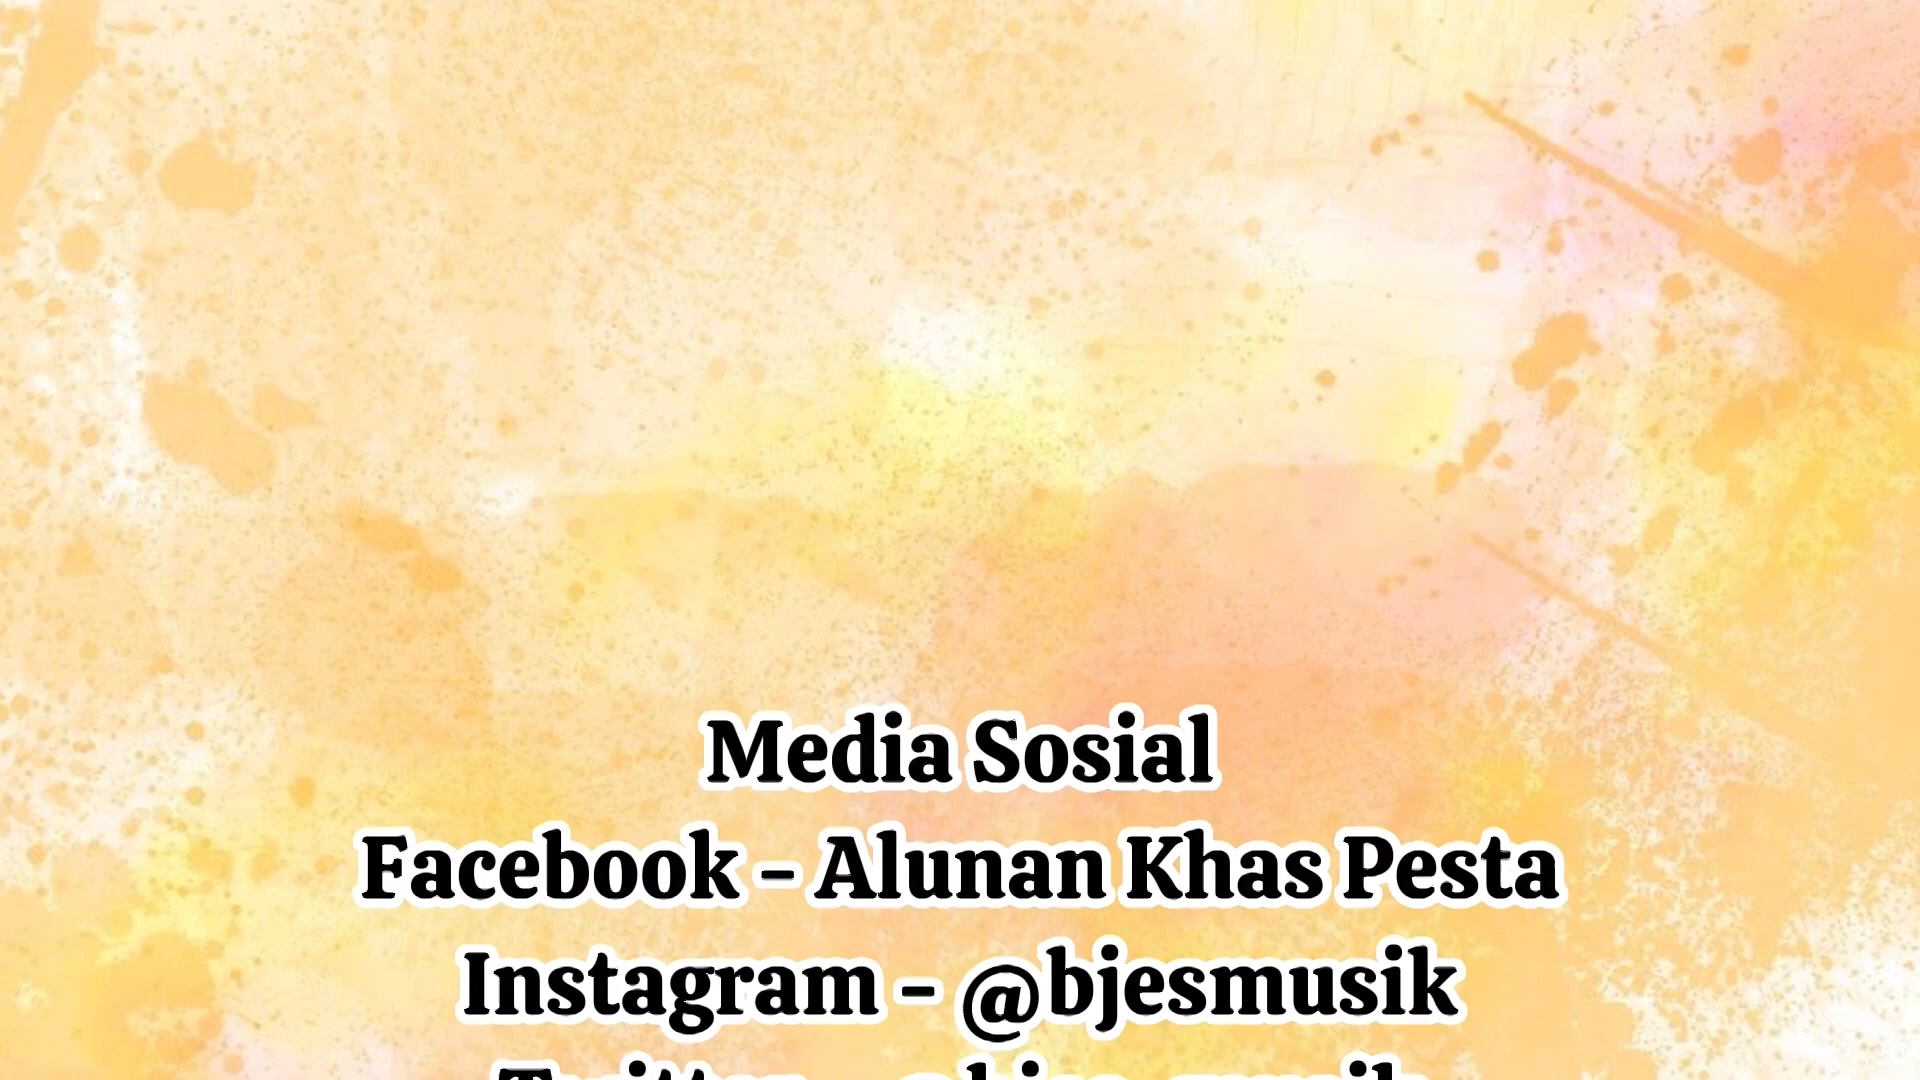 Media Sosial
Facebook - Alunan Khas Pesta
Instagram - @bjesmusik